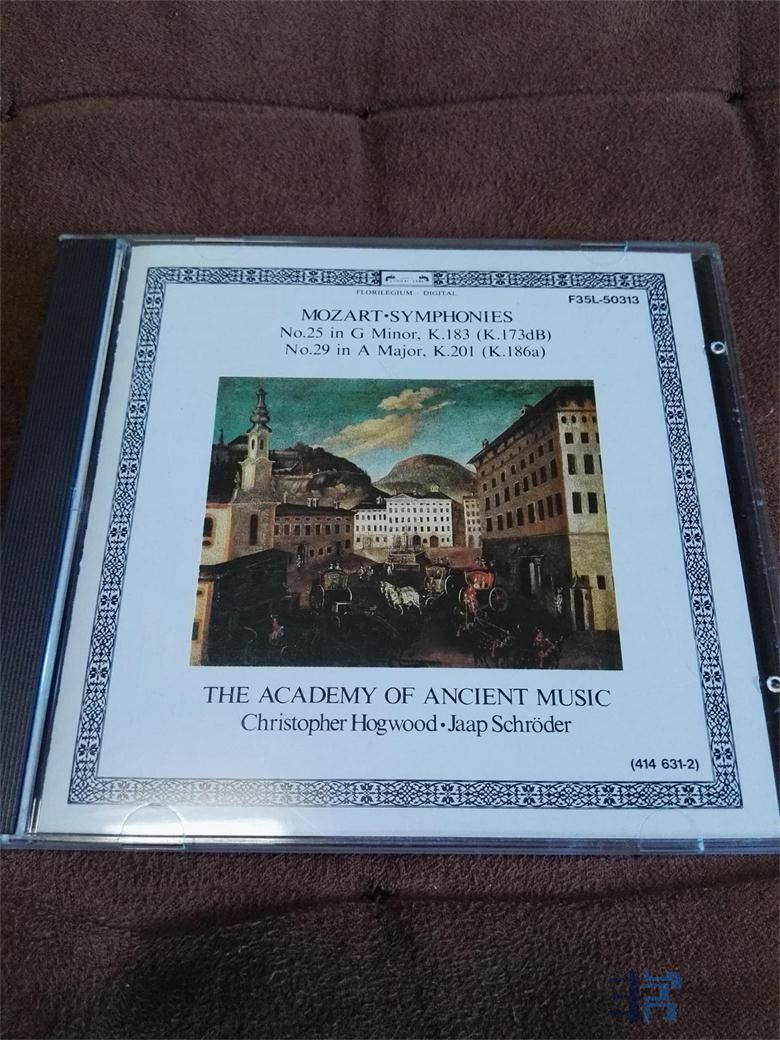 FLORILEGIUM · DIGITAL
F35L-50313
MOZART·SYMPHONIES
No.25 in G Minor, K.183 (K.173dB)
No.29 in A Major, K.201 (K.186a)
THE ACADEMY OF ANCIENT MUSIC
Christopher Hogwood · Jaap Schröder
(414 631-2)